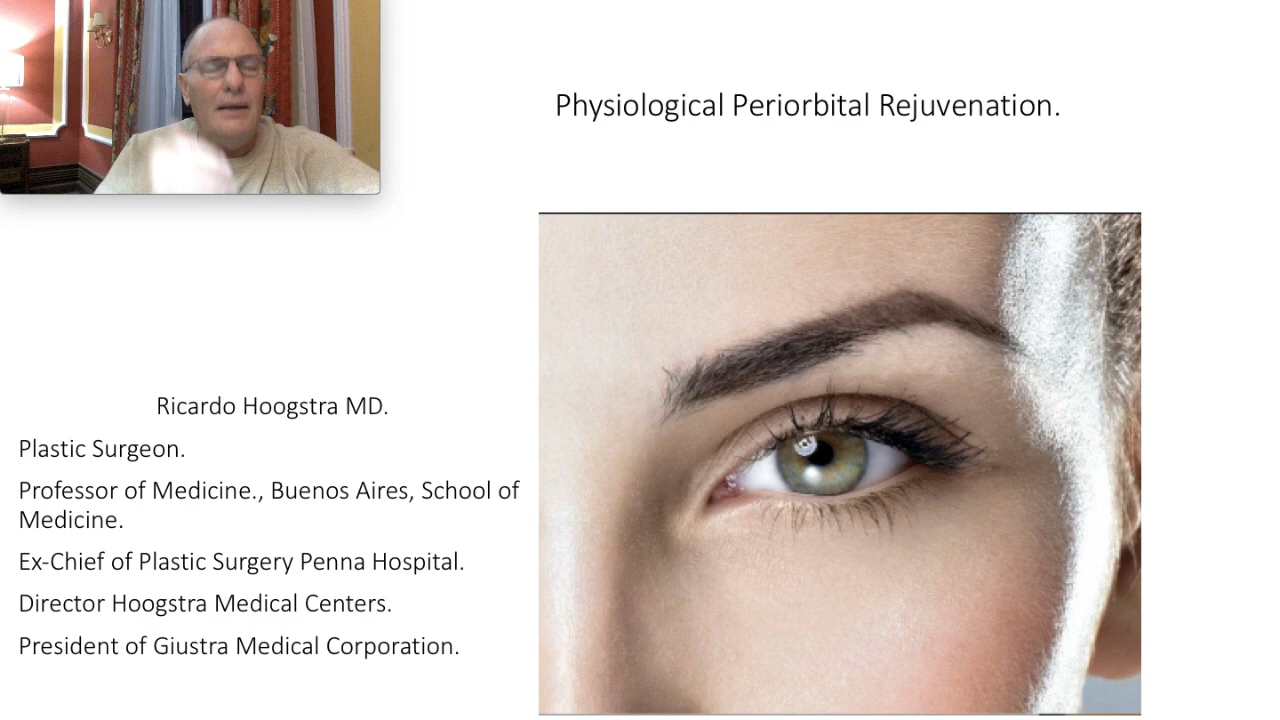 Physiological Periorbital Rejuvenation.
Ricardo Hoogstra MD.
Plastic Surgeon.
Professor of Medicine., Buenos Aires, School of
Medicine.
Ex-Chief of Plastic Surgery Penna Hospital.
Director Hoogstra Medical Centers.
President of Giustra Medical Corporation.